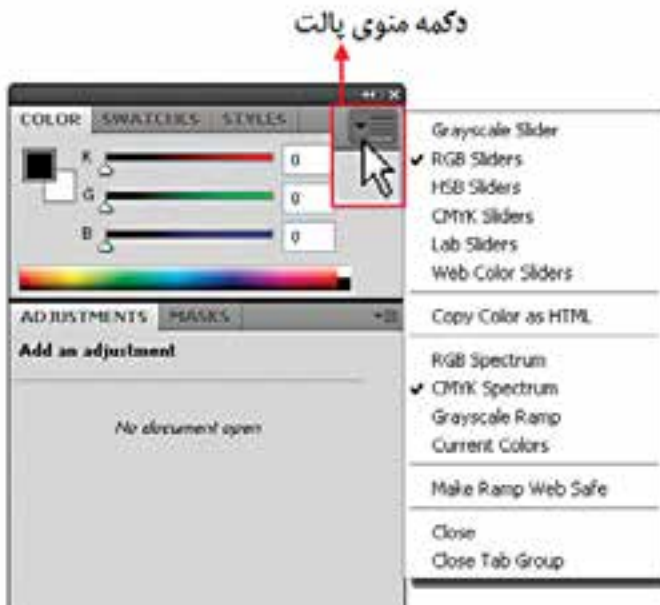 دکمه منوی پالت
COLOR SWATCHES STYLES
R 0
G 0
B 0
ADJUSTMENTS MASKS
Add an adjustment
No document open
Grayscale Slider
✔ RGB Sliders
HSB Sliders
CMYK Sliders
Lab Sliders
Web Color Sliders
Copy Color as HTML
RGB Spectrum
✔ CMYK Spectrum
Grayscale Ramp
Current Colors
Make Ramp Web Safe
Close
Close Tab Group